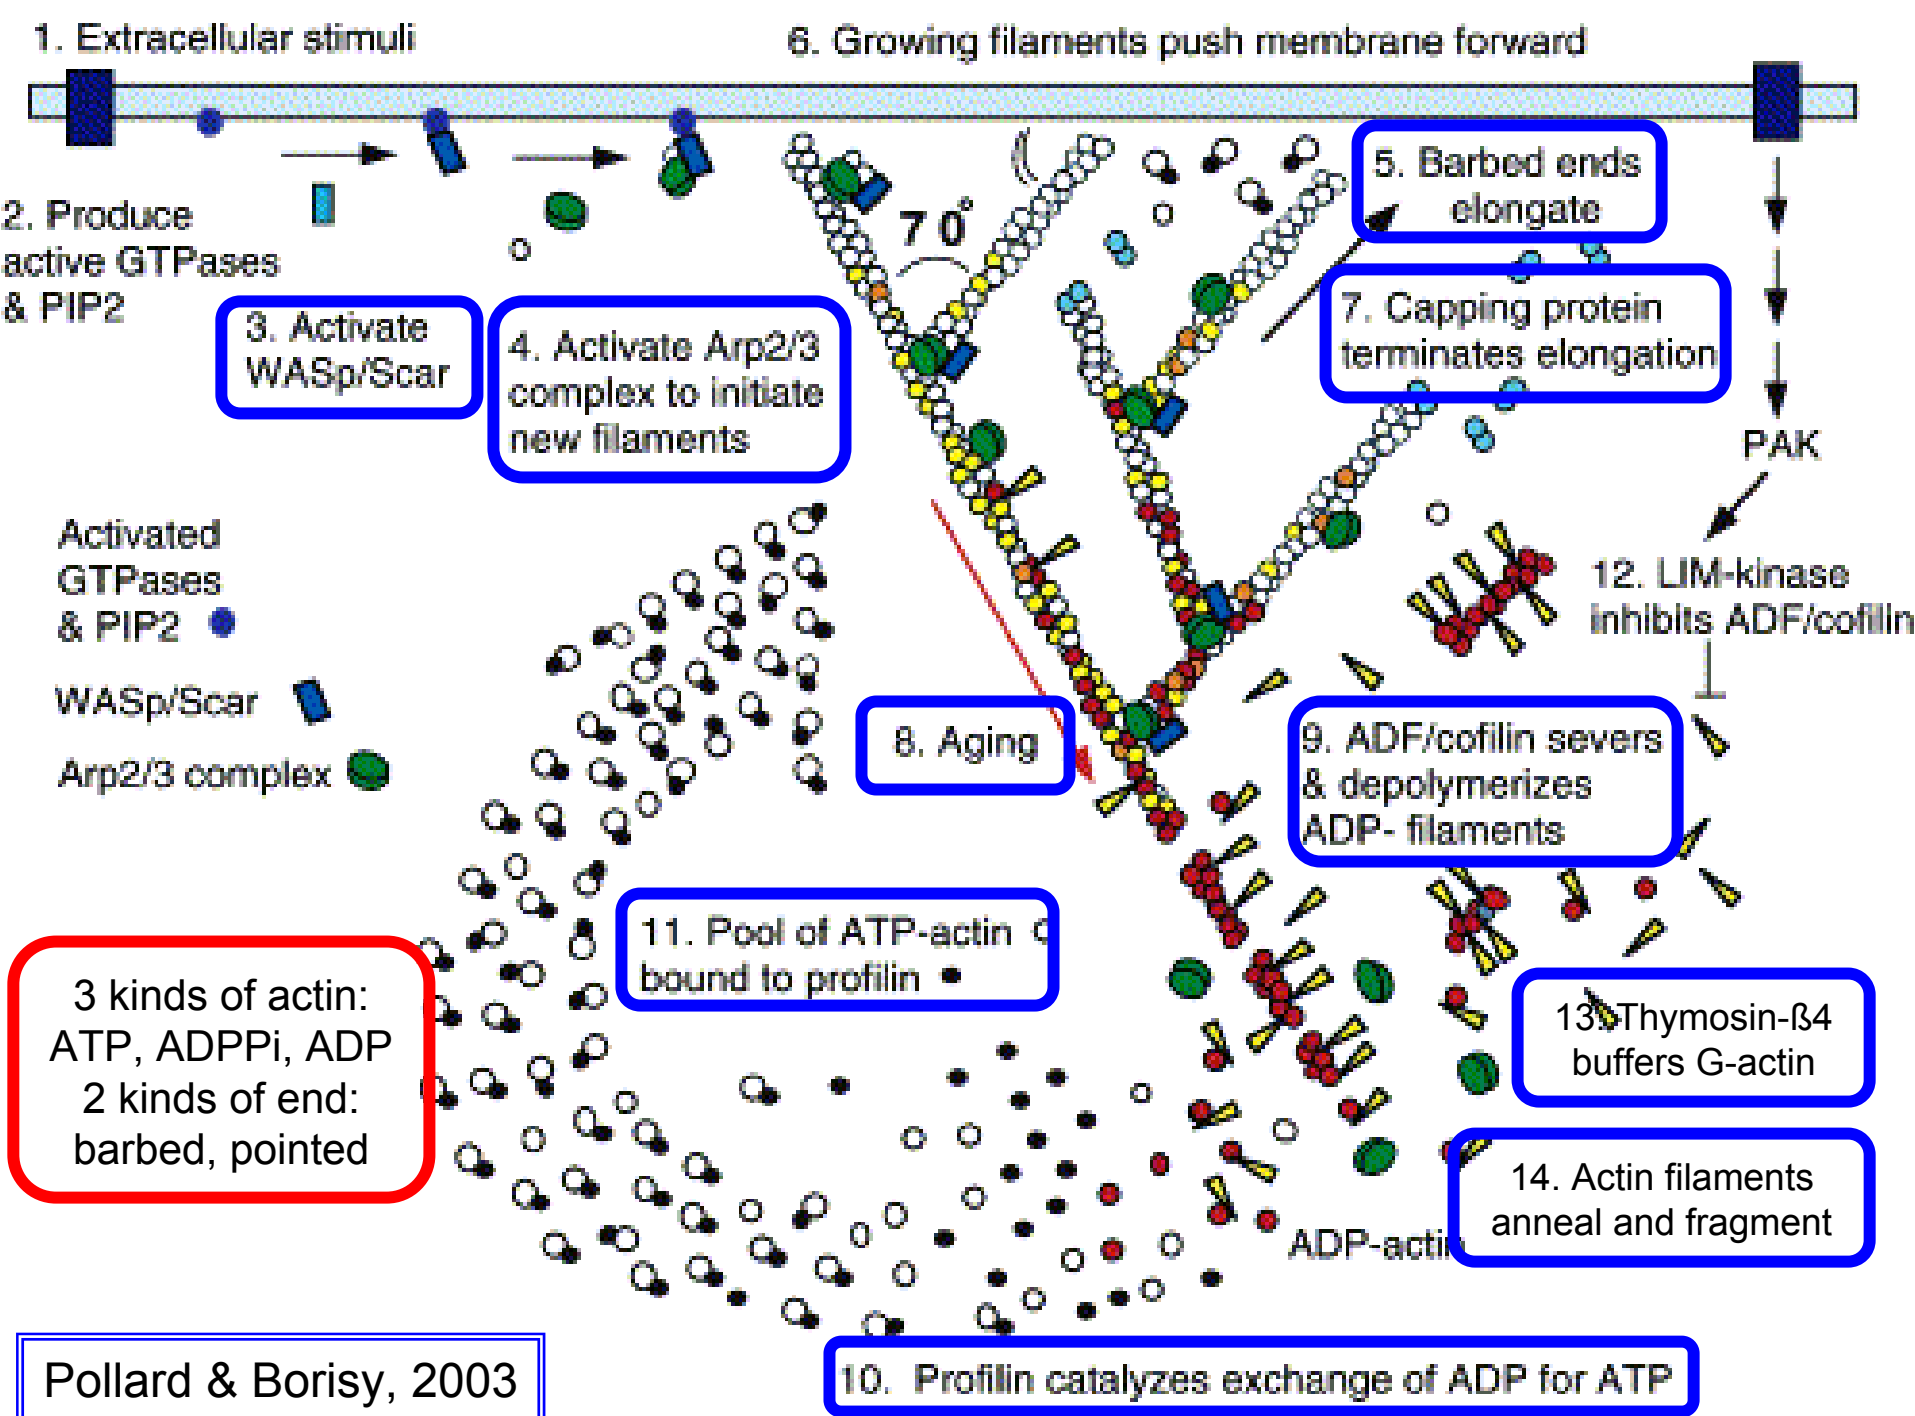 1. Extracellular stimuli
6. Growing filaments push membrane forward
2. Produce
active GTPases
& PIP2
3. Activate
WASp/Scar
4. Activate Arp2/3
complex to initiate
new filaments
70°
5. Barbed ends
elongate
7. Capping protein
terminates elongation
PAK
12. LIM-kinase
inhibits ADF/cofilin
Activated
GTPases
& PIP2
WASp/Scar
Arp2/3 complex
8. Aging
9. ADF/cofilin severs
& depolymerizes
ADP- filaments
11. Pool of ATP-actin
bound to profilin
3 kinds of actin:
ATP, ADPPi, ADP
2 kinds of end:
barbed, pointed
13. Thymosin-ß4
buffers G-actin
14. Actin filaments
anneal and fragment
ADP-actin
10. Profilin catalyzes exchange of ADP for ATP
Pollard & Borisy, 2003